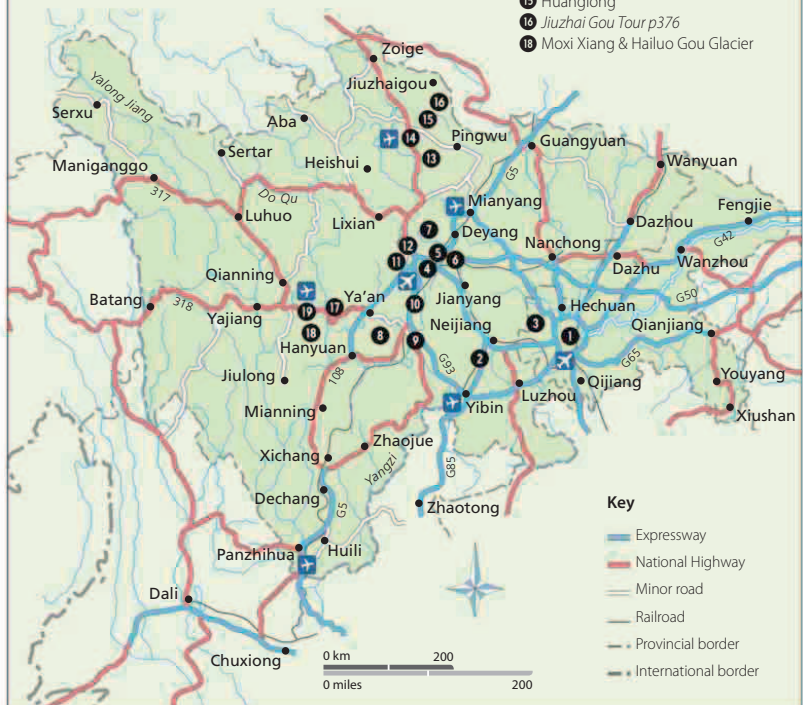 15 Huanglong
16 Jiuzhai Gou Tour p376
18 Moxi Xiang & Hailuo Gou Glacier
Zoige
Jiuzhaigou
Yalong Jiang
Serxu
16
15
Aba
14
Pingwu
Guangyuan
Sertar
13
Heishui
Wanyuan
Maniganggo
G5
317
Do Qu
Mianyang
Fengjie
Luhuo
Lixian
7
Deyang
Dazhou
12
Nanchong
G42
11
5
6
Wanzhou
4
Dazhu
Qianning
G50
Batang
318
Ya'an
Jianyang
Hechuan
Yajiang
19
17
10
Neijiang
3
1
Qianjiang
18
8
9
Hanyuan
G93
2
G65
Jiulong
108
Youyang
Qijiang
Luzhou
Mianning
Yibin
Xiushan
Zhaojue
Xichang
Yangzi
G85
Dechang
G5
Zhaotong
Key
Expressway
Huili
Panzhihua
National Highway
Minor road
Dali
Railroad
Provincial border
Chuxiong
0 km 200
International border
0 miles 200